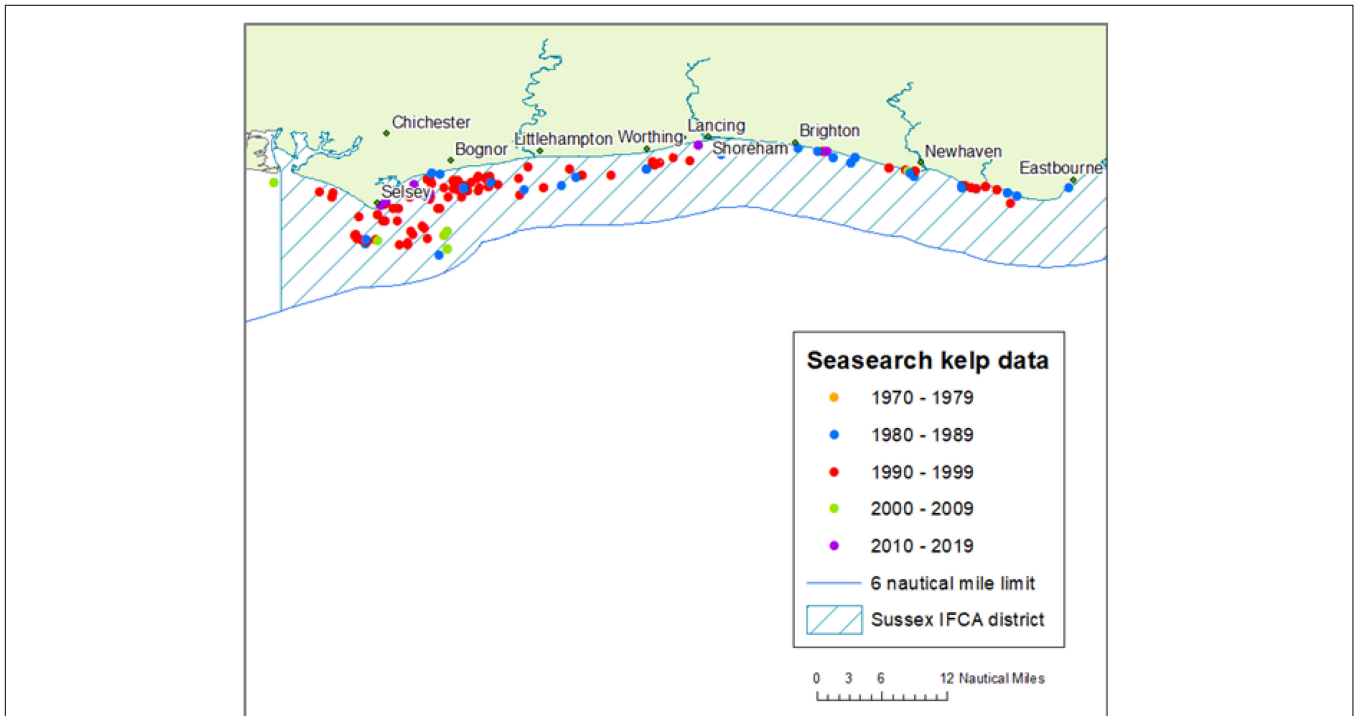 Chichester
Bognor
Littlehampton
Worthing
Lancing
Shoreham
Brighton
Newhaven
Eastbourne
Selsey
Seasearch kelp data
1970 - 1979
1980 - 1989
1990 - 1999
2000 - 2009
2010 - 2019
6 nautical mile limit
Sussex IFCA district
0 3 6 12 Nautical Miles